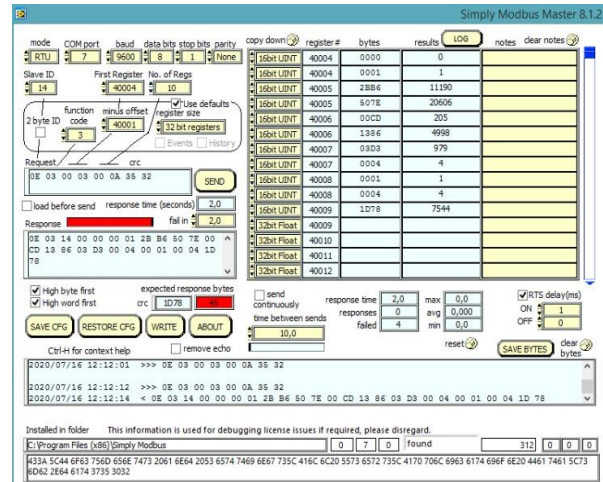 Simply Modbus Master 8.1.2
mode COM port baud data bits stop bits parity
RTU 7 9600 8 1 None
Slave ID First Register No. of Regs
14 40004 10
2 byte ID function code minus offset register size Use defaults
3 40001 32 bit registers
Events History
Request crc
0E 03 00 03 00 0A 35 32 SEND
load before send response time (seconds) 2,0
Response fail in 2,0
0E 03 14 00 00 00 01 2B B6 50 7E 00
CD 13 86 03 D3 00 04 00 01 00 04 1D
78
High byte first expected response bytes
High word first crc 1D78 45
SAVE CFG RESTORE CFG WRITE ABOUT
Ctrl-H for context help remove echo
copy down register# bytes results LOG notes clear notes
16bit UINT 40004 0000 0
16bit UINT 40004 0001 1
16bit UINT 40005 2BB6 11190
16bit UINT 40005 507E 20606
16bit UINT 40006 00CD 205
16bit UINT 40006 1386 4998
16bit UINT 40007 03D3 979
16bit UINT 40007 0004 4
16bit UINT 40008 0001 1
16bit UINT 40008 0004 4
16bit UINT 40009 1D78 7544
32bit Float 40009
32bit Float 40010
32bit Float 40011
32bit Float 40012
send continuously response time 2,0 max 0,0 RTS delay(ms)
responses 0 avg 0,000 ON 1
time between sends failed 4 min 0,0 OFF 0
10,0
reset SAVE BYTES clear bytes
2020/07/16 12:12:01 >>> 0E 03 00 03 00 0A 35 32
2020/07/16 12:12:12 >>> 0E 03 00 03 00 0A 35 32
2020/07/16 12:12:14 < 0E 03 14 00 00 00 01 2B B6 50 7E 00 CD 13 86 03 D3 00 04 00 01 00 04 1D 78
Installed in folder This information is used for debugging license issues if required, please disregard.
C:\Program Files (x86)\Simply Modbus 0 7 0 found 312 0 0 0
433A 5C44 6F63 756D 656E 7473 2061 6E64 2053 6574 7469 6E67 735C 416C 6C20 5573 6572 735C 4170 706C 6963 6174 696F 6E20 4461 7461 5C73
6D62 2E64 6174 3735 3032